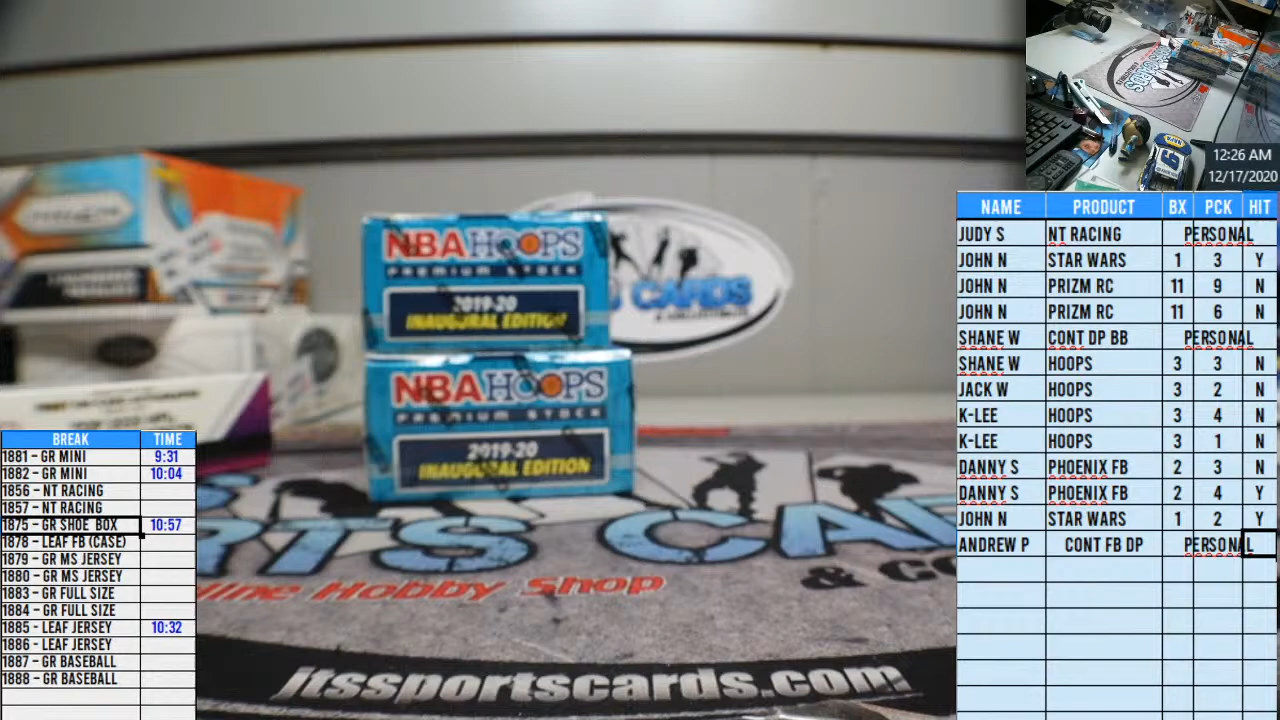 12:26 AM
12/17/2020
NAME PRODUCT BX PCK HIT
JUDY S NT RACING PERSONAL
JOHN N STAR WARS 1 3 Y
JOHN N PRIZM RC 11 9 N
JOHN N PRIZM RC 11 6 N
SHANE W CONT DP BB PERSONAL
SHANE W HOOPS 3 3 N
JACK W HOOPS 3 2 N
K-LEE HOOPS 3 4 N
K-LEE HOOPS 3 1 N
DANNY S PHOENIX FB 2 3 N
DANNY S PHOENIX FB 2 4 Y
JOHN N STAR WARS 1 2 Y
ANDREW P CONT FB DP PERSONAL
PRIZM
NBA HOOPS
PREMIUM STOCK
2019-20
INAUGURAL EDITION
CARDS
NBA HOOPS
PREMIUM STOCK
2019-20
INAUGURAL EDITION
BREAK TIME
1881 - GR MINI 9:31
1882 - GR MINI 10:04
1856 - NT RACING
1857 - NT RACING
1875 - GR SHOE BOX 10:57
1878 - LEAF FB (CASE)
1879 - GR MS JERSEY
1880 - GR MS JERSEY
1883 - GR FULL SIZE
1884 - GR FULL SIZE
1885 - LEAF JERSEY 10:32
1886 - LEAF JERSEY
1887 - GR BASEBALL
1888 - GR BASEBALL
RTS CA
& CO
line Hobby Shop
jtssportscards.com